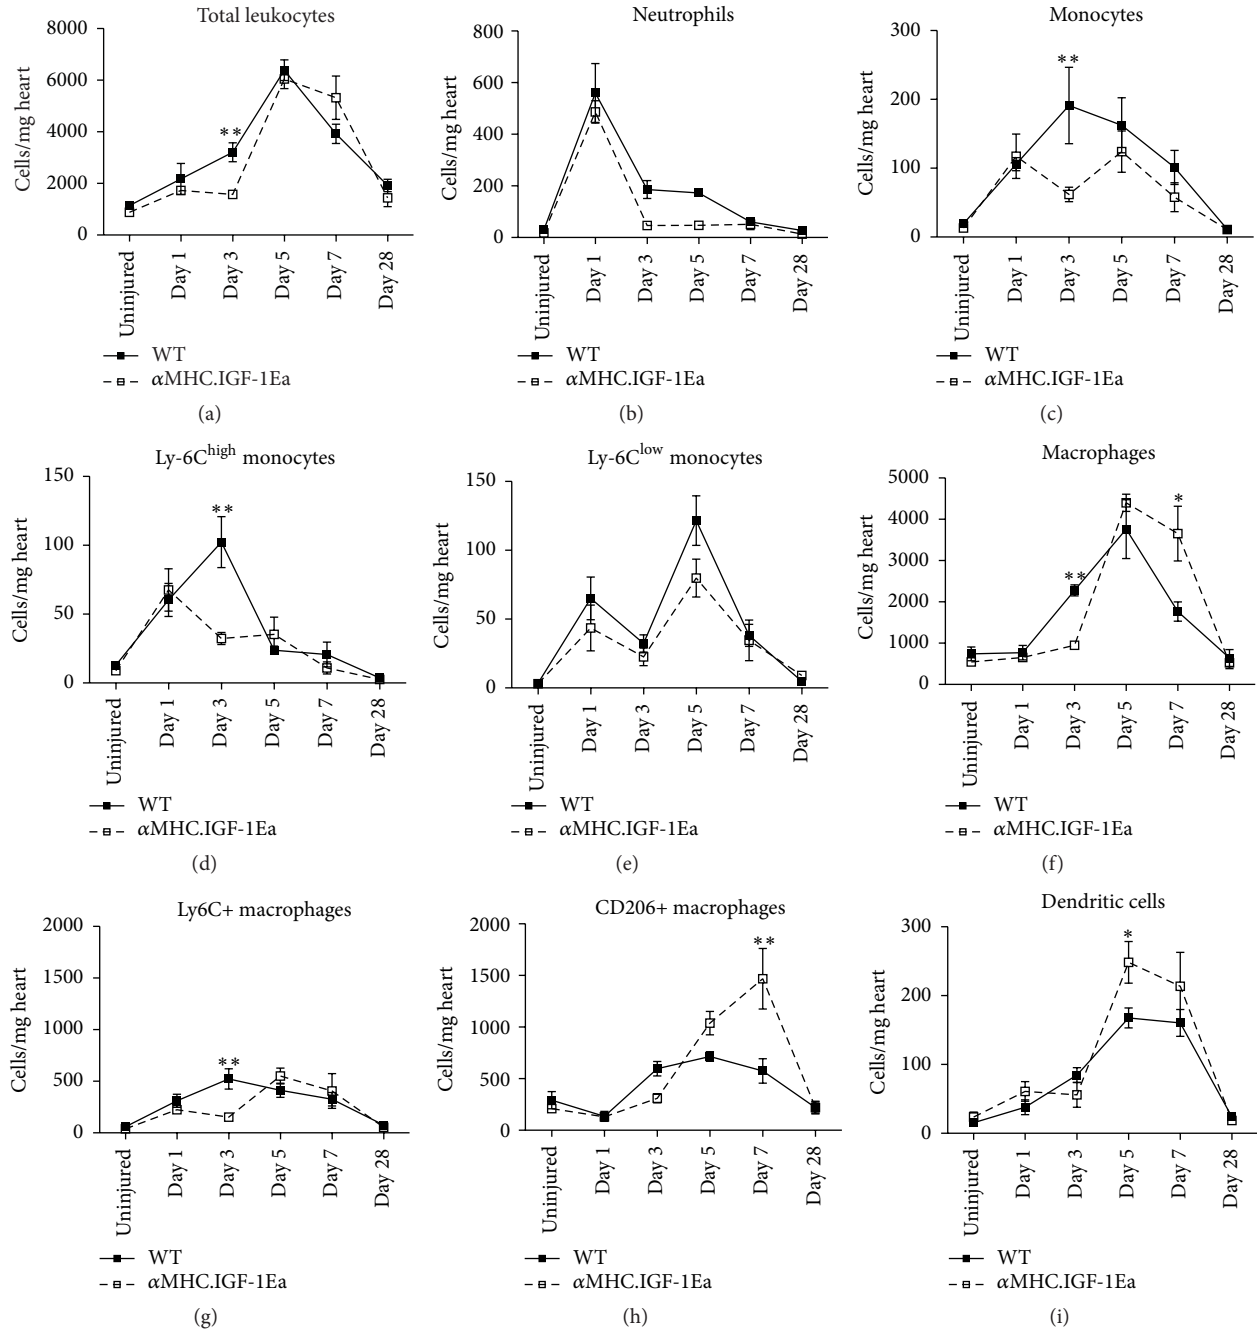 Total leukocytes
Cells/mg heart
8000
6000
4000
2000
0
**
Uninjured
Day 1
Day 3
Day 5
Day 7
Day 28
WT
αMHC.IGF-1Ea
(a)
Neutrophils
Cells/mg heart
800
600
400
200
0
Uninjured
Day 1
Day 3
Day 5
Day 7
Day 28
WT
αMHC.IGF-1Ea
(b)
Monocytes
Cells/mg heart
300
200
100
0
**
Uninjured
Day 1
Day 3
Day 5
Day 7
Day 28
WT
αMHC.IGF-1Ea
(c)
Ly-6Chigh monocytes
Cells/mg heart
150
100
50
0
**
Uninjured
Day 1
Day 3
Day 5
Day 7
Day 28
WT
αMHC.IGF-1Ea
(d)
Ly-6Clow monocytes
Cells/mg heart
150
100
50
0
Uninjured
Day 1
Day 3
Day 5
Day 7
Day 28
WT
αMHC.IGF-1Ea
(e)
Macrophages
Cells/mg heart
5000
4000
3000
2000
1000
0
**
*
Uninjured
Day 1
Day 3
Day 5
Day 7
Day 28
WT
αMHC.IGF-1Ea
(f)
Ly6C+ macrophages
Cells/mg heart
2000
1500
1000
500
0
**
Uninjured
Day 1
Day 3
Day 5
Day 7
Day 28
WT
αMHC.IGF-1Ea
(g)
CD206+ macrophages
Cells/mg heart
2000
1500
1000
500
0
**
Uninjured
Day 1
Day 3
Day 5
Day 7
Day 28
WT
αMHC.IGF-1Ea
(h)
Dendritic cells
Cells/mg heart
300
200
100
0
*
Uninjured
Day 1
Day 3
Day 5
Day 7
Day 28
WT
αMHC.IGF-1Ea
(i)